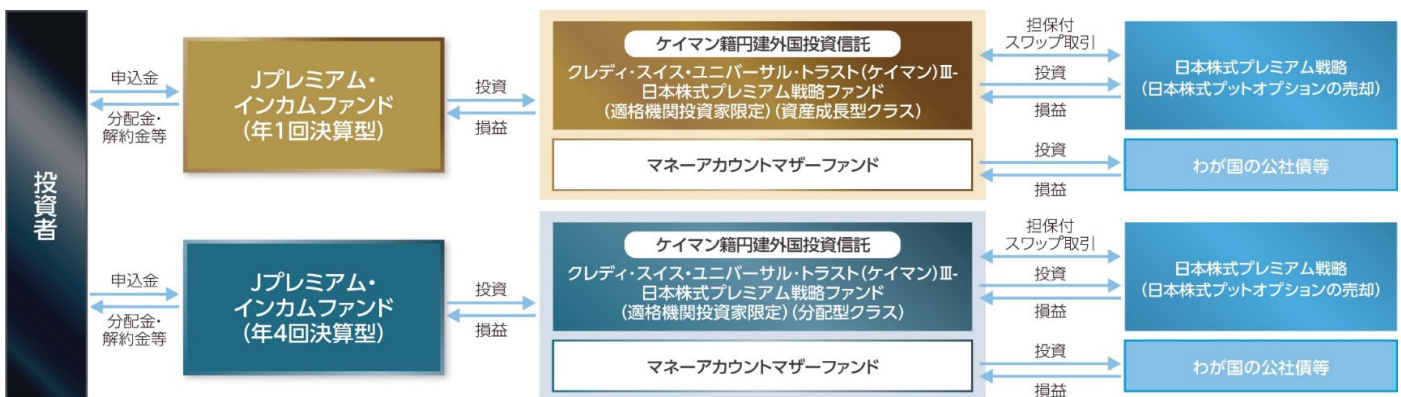 投資者
申込金
分配金・
解約金等
Jプレミアム・
インカムファンド
(年1回決算型)
投資
損益
ケイマン籍円建外国投資信託
クレディ・スイス・ユニバーサル・トラスト(ケイマン)Ⅲ-
日本株式プレミアム戦略ファンド
(適格機関投資家限定)(資産成長型クラス)
マネーアカウントマザーファンド
担保付
スワップ取引
投資
損益
投資
損益
日本株式プレミアム戦略
(日本株式プットオプションの売却)
わが国の公社債等
申込金
分配金・
解約金等
Jプレミアム・
インカムファンド
(年4回決算型)
投資
損益
ケイマン籍円建外国投資信託
クレディ・スイス・ユニバーサル・トラスト(ケイマン)Ⅲ-
日本株式プレミアム戦略ファンド
(適格機関投資家限定)(分配型クラス)
マネーアカウントマザーファンド
担保付
スワップ取引
投資
損益
投資
損益
日本株式プレミアム戦略
(日本株式プットオプションの売却)
わが国の公社債等